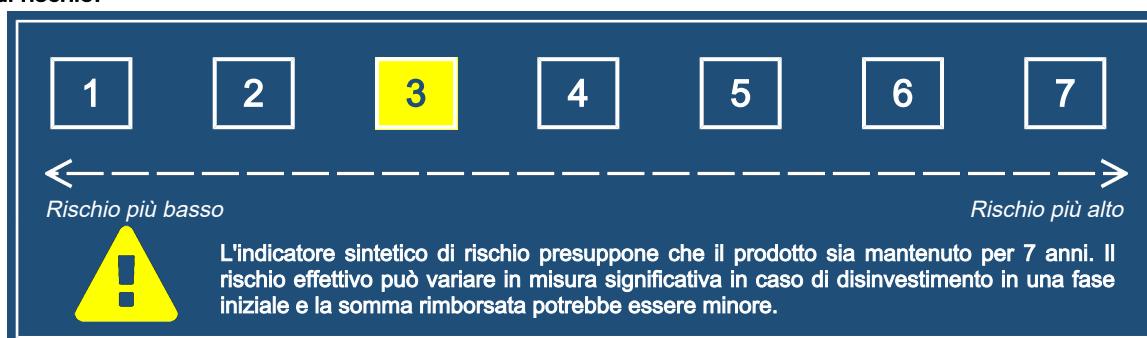 di rischio:
1 2 3 4 5 6 7
Rischio più basso Rischio più alto
L'indicatore sintetico di rischio presuppone che il prodotto sia mantenuto per 7 anni. Il
rischio effettivo può variare in misura significativa in caso di disinvestimento in una fase
iniziale e la somma rimborsata potrebbe essere minore.